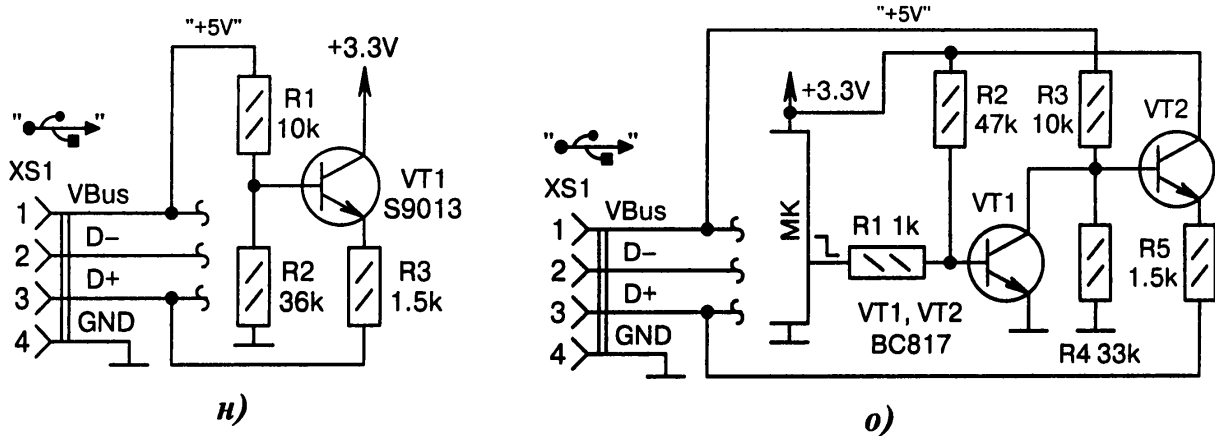 "+5V"
+3.3V
R1
10k
" "
XS1
VBus
1
D−
2
D+
3
GND
4
VT1
S9013
R2
36k
R3
1.5k
н)
"+5V"
+3.3V
R2
47k
R3
10k
VT2
" "
XS1
VBus
1
D−
2
D+
3
GND
4
МК
R1 1k
VT1
VT1, VT2
BC817
R5
1.5k
R4 33k
о)